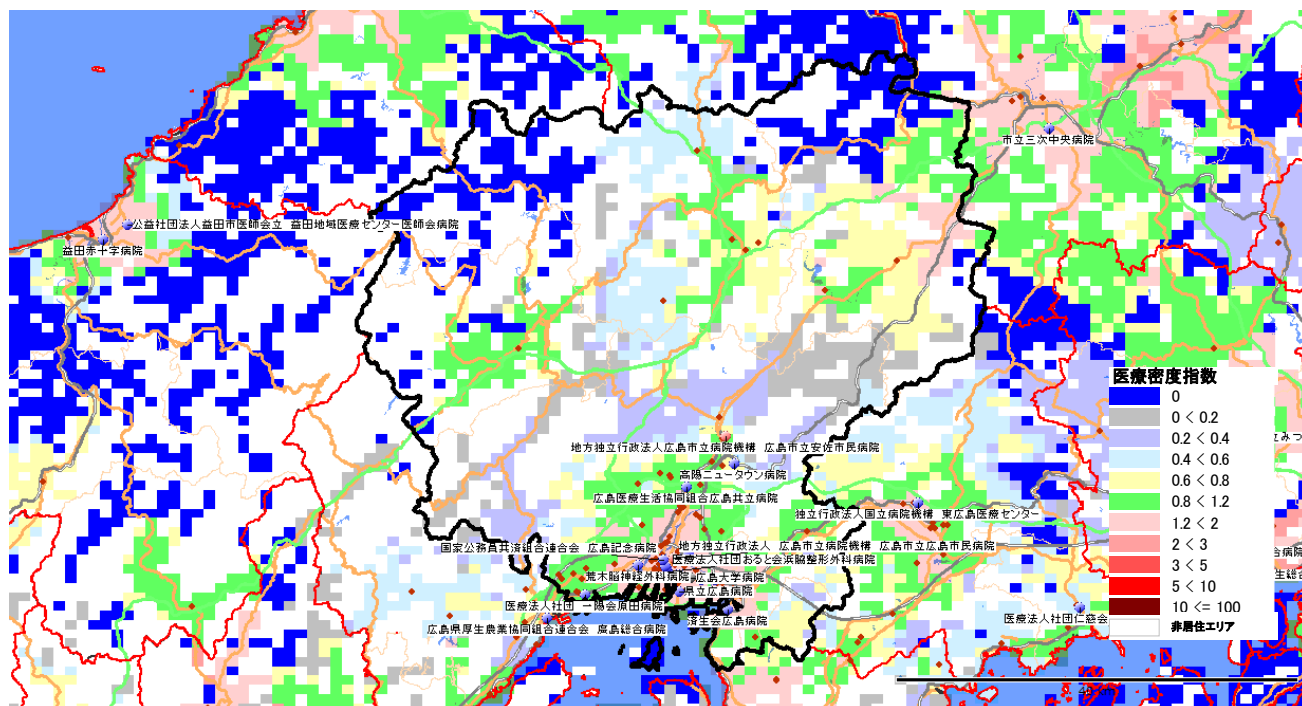 市立三次中央病院
公益社団法人益田市医師会立 益田地域医療センター医師会病院
益田赤十字病院
医療密度指数
0
0 < 0.2
0.2 < 0.4
0.4 < 0.6
0.6 < 0.8
0.8 < 1.2
1.2 < 2
2 < 3
3 < 5
5 < 10
10 <= 100
非居住エリア
立みつ
地方独立行政法人広島市立病院機構 広島市立安佐市民病院
高陽ニュータウン病院
広島医療生活協同組合広島共立病院
独立行政法人国立病院機構 東広島医療センター
国家公務員共済組合連合会 広島記念病院
地方独立行政法人 広島市立病院機構 広島市立広島市民病院
医療法人社団おると会浜脇整形外科病院
荒木脳神経外科病院
広島大学病院
県立広島病院
医療法人社団 一陽会原田病院
済生会広島病院
医療法人社団仁慈会
広島県厚生農業協同組合連合会 廣島総合病院
合病院
生総